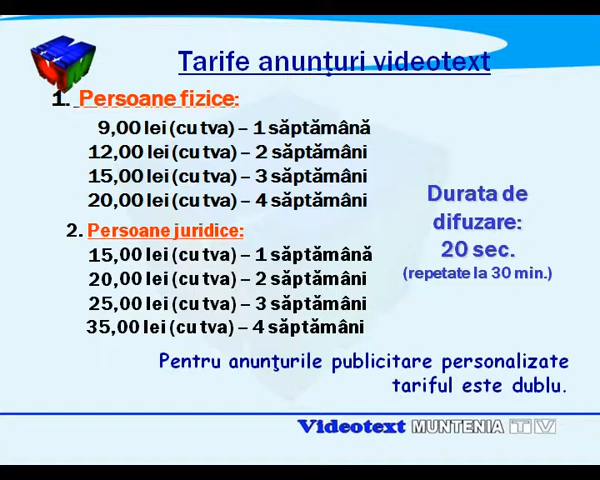 Tarife anunţuri videotext
1. Persoane fizice:
9,00 lei (cu tva) – 1 săptămână
12,00 lei (cu tva) – 2 săptămâni
15,00 lei (cu tva) – 3 săptămâni
20,00 lei (cu tva) – 4 săptămâni
2. Persoane juridice:
15,00 lei (cu tva) – 1 săptămână
20,00 lei (cu tva) – 2 săptămâni
25,00 lei (cu tva) – 3 săptămâni
35,00 lei (cu tva) – 4 săptămâni
Durata de
difuzare:
20 sec.
(repetate la 30 min.)
Pentru anunţurile publicitare personalizate
tariful este dublu.
Videotext MUNTENIA TV